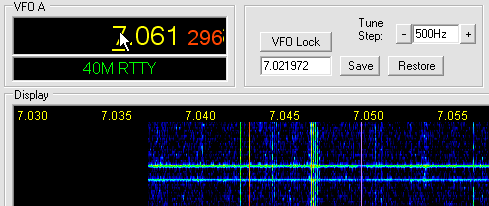 VFO A
7.061 296
40M RTTY
VFO Lock
Tune
Step:
- 500Hz +
7.021972 Save Restore
Display
7.030 7.035 7.040 7.045 7.050 7.055